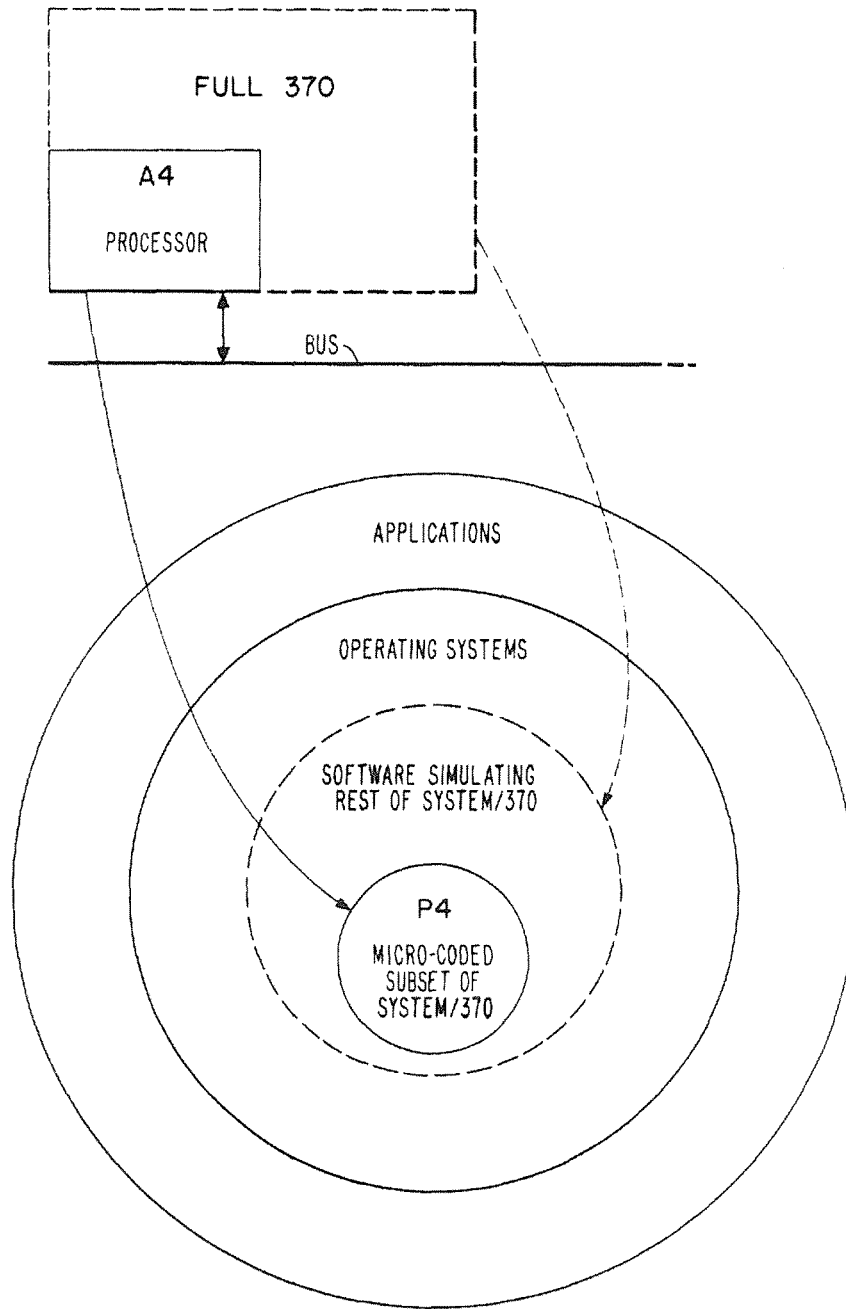 FULL 370
A4
PROCESSOR
BUS
APPLICATIONS
OPERATING SYSTEMS
SOFTWARE SIMULATING
REST OF SYSTEM/370
P4
MICRO-CODED
SUBSET OF
SYSTEM/370